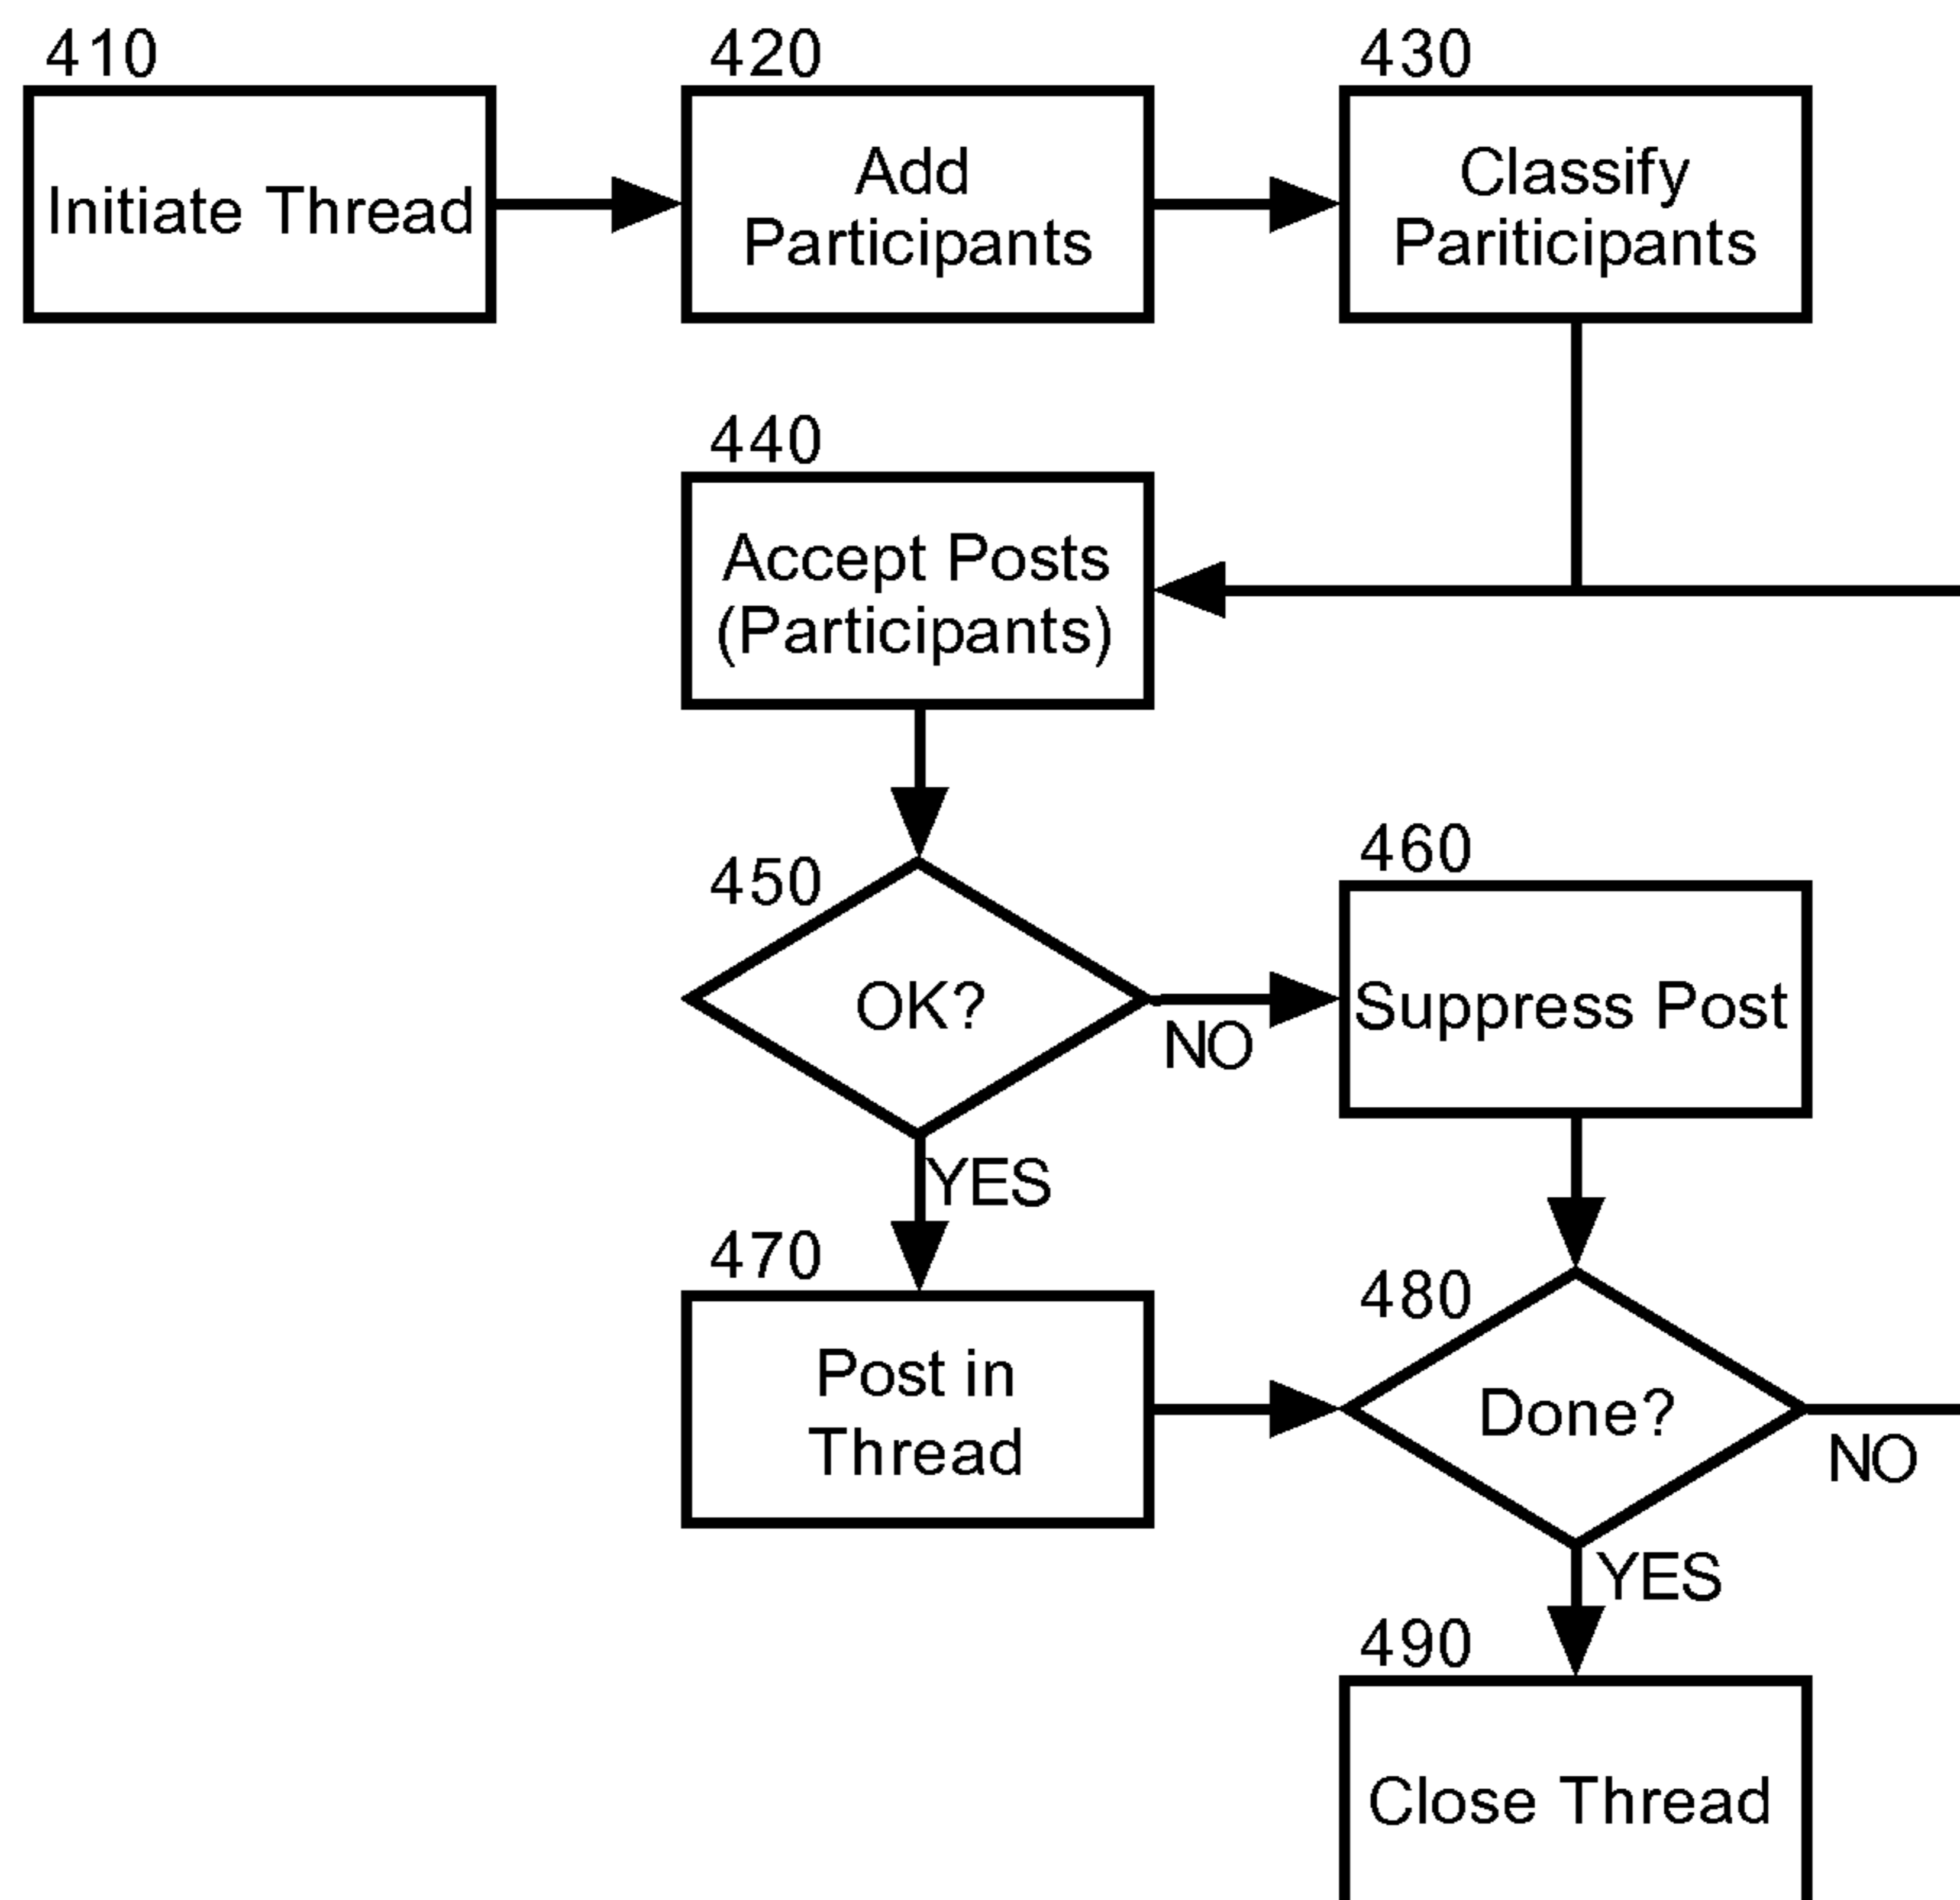 410
Initiate Thread
420
Add
Participants
430
Classify
Pariticipants
440
Accept Posts
(Participants)
450
OK?
NO
YES
460
Suppress Post
470
Post in
Thread
480
Done?
NO
YES
490
Close Thread